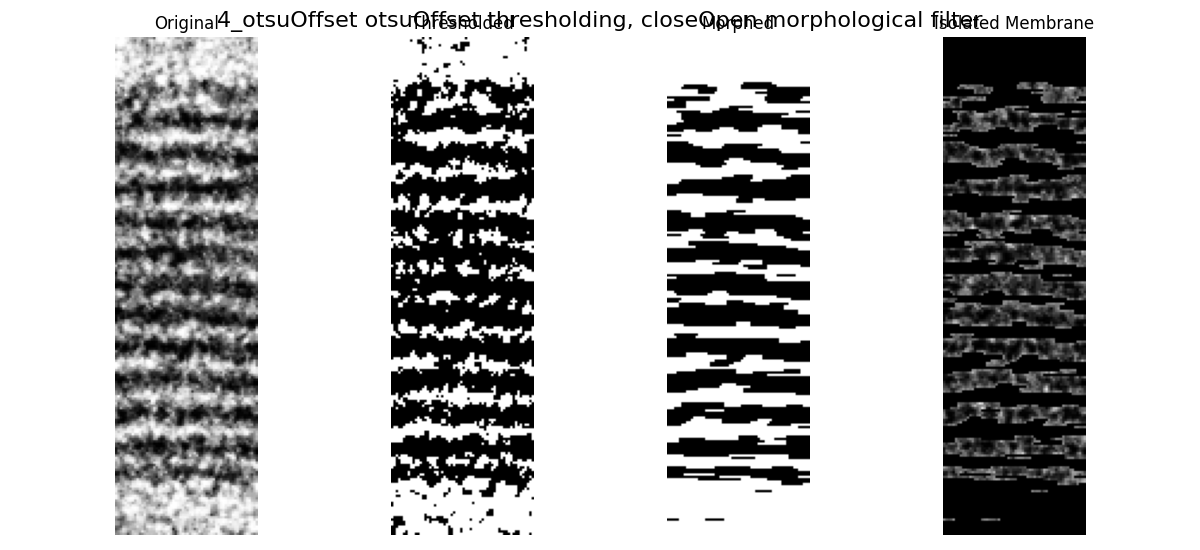 4_otsuOffset otsuOffset thresholding, closeOpen morphological filter
Original
Thresholded
Morphed
Isolated Membrane